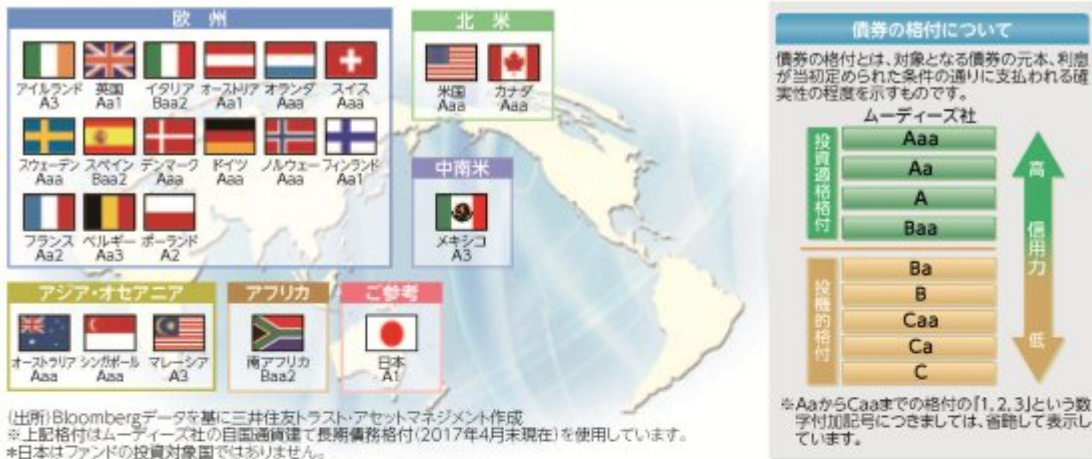 欧州
アイルランド 英国 イタリア オーストリア オランダ スイス
A3 Aa1 Baa2 Aa1 Aaa Aaa
スウェーデン スペイン デンマーク ドイツ ノルウェー フィンランド
Aaa Baa2 Aaa Aaa Aaa Aa1
フランス ベルギー ポーランド
Aa2 Aa3 A2
北米
米国 カナダ
Aaa Aaa
中南米
メキシコ
A3
アジア・オセアニア
オーストラリア シンガポール マレーシア
Aaa Aaa A3
アフリカ
南アフリカ
Baa2
ご参考
日本
A1
(出所)Bloombergデータを基に三井住友トラスト・アセットマネジメント作成
※上記格付はムーディーズ社の自国通貨建て長期債務格付(2017年4月末現在)を使用しています。
*日本はファンドの投資対象国ではありません。
債券の格付について
債券の格付とは、対象となる債券の元本、利息
が当初定められた条件の通りに支払われる確
実性の程度を示すものです。
ムーディーズ社
投資適格格付
Aaa
Aa
A
Baa
投機的格付
Ba
B
Caa
Ca
C
高
信用力
低
※AaからCaaまでの格付の「1,2,3」という数
字付加記号につきましては、省略して表示し
ています。